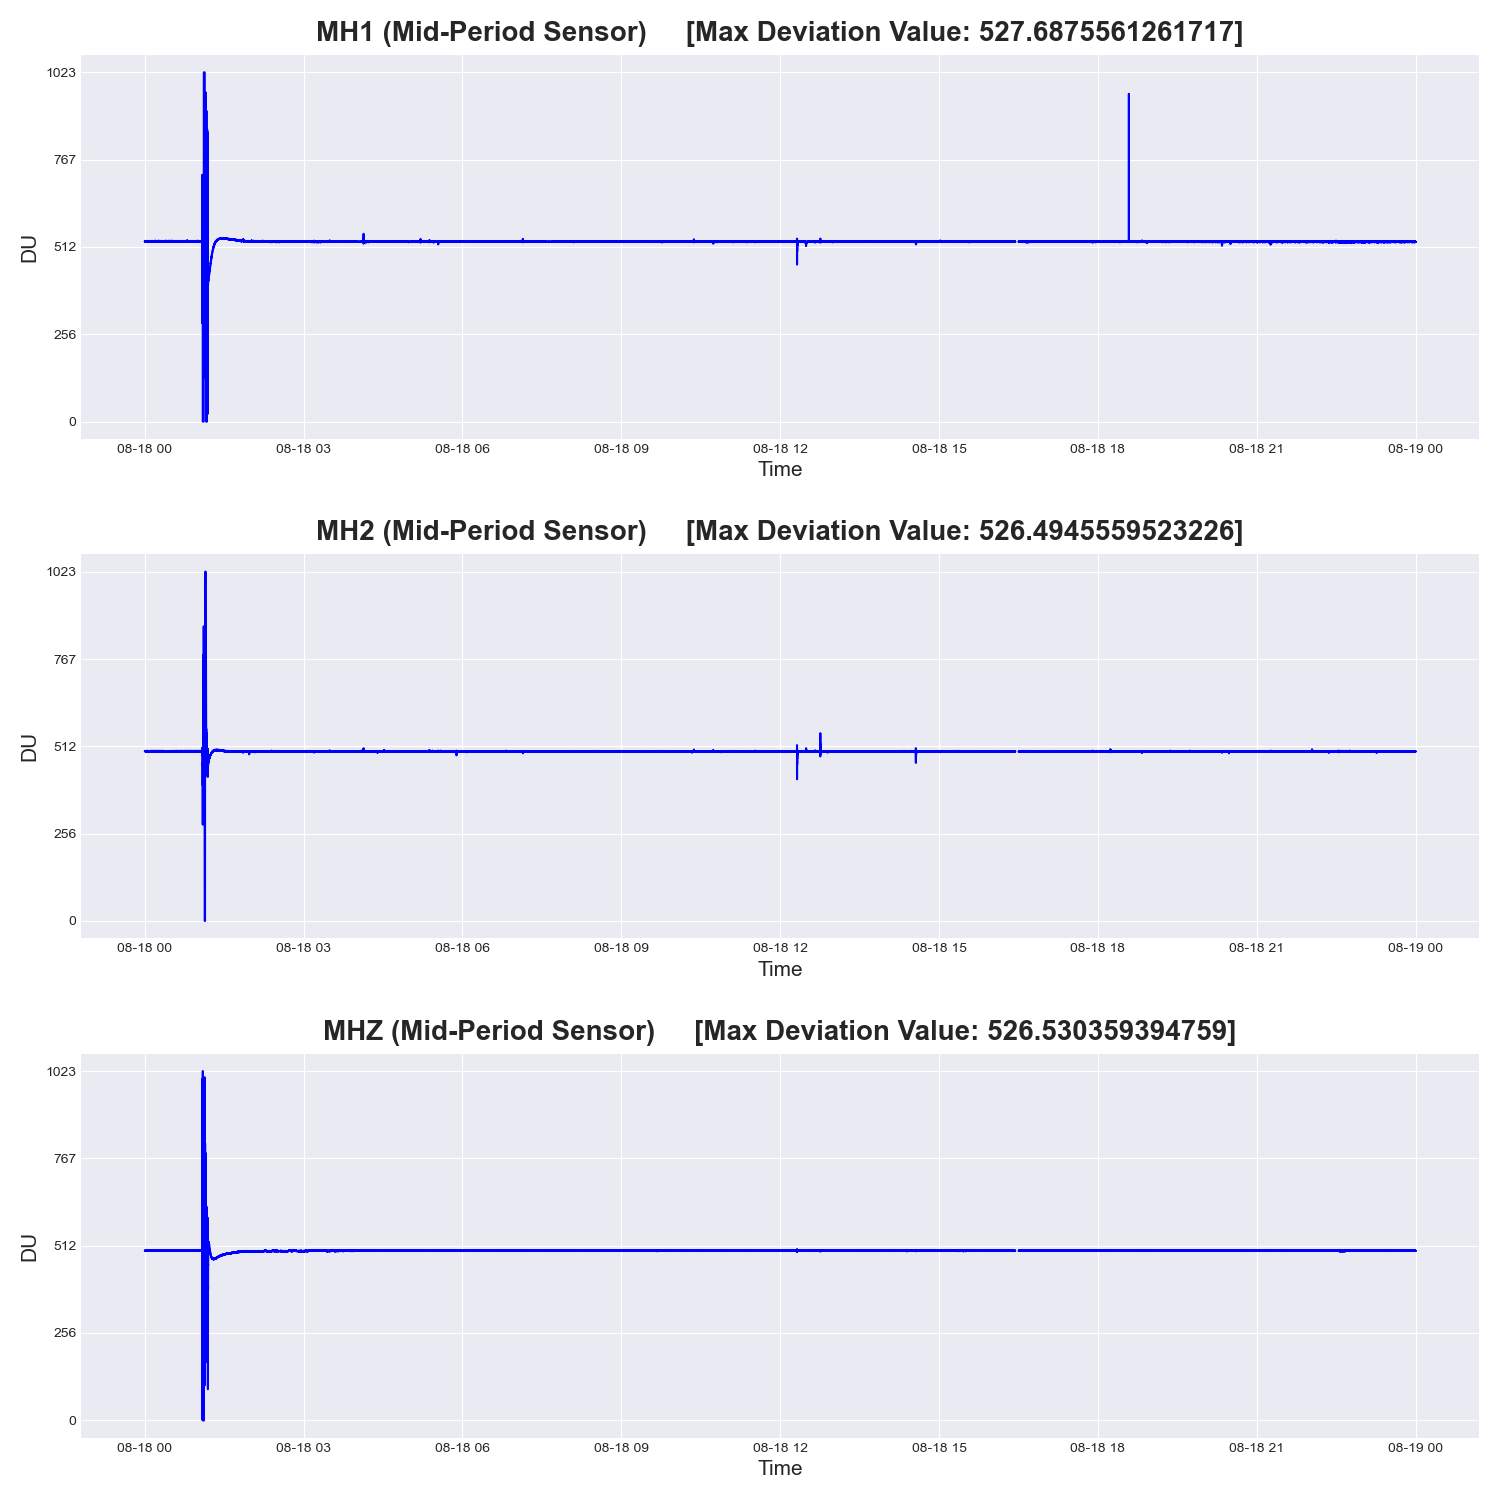 MH1 (Mid-Period Sensor) [Max Deviation Value: 527.6875561261717]
1023
767
512
256
0
DU
08-18 00 08-18 03 08-18 06 08-18 09 08-18 12 08-18 15 08-18 18 08-18 21 08-19 00
Time
MH2 (Mid-Period Sensor) [Max Deviation Value: 526.4945559523226]
1023
767
512
256
0
DU
08-18 00 08-18 03 08-18 06 08-18 09 08-18 12 08-18 15 08-18 18 08-18 21 08-19 00
Time
MHZ (Mid-Period Sensor) [Max Deviation Value: 526.530359394759]
1023
767
512
256
0
DU
08-18 00 08-18 03 08-18 06 08-18 09 08-18 12 08-18 15 08-18 18 08-18 21 08-19 00
Time